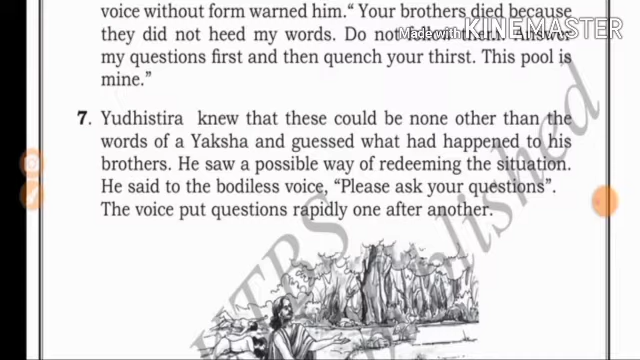 voice without form warned him.“ Your brothers died because
they did not heed my words. Do not follow them. Answer
my questions first and then quench your thirst. This pool is
mine.”
7. Yudhistira knew that these could be none other than the
words of a Yaksha and guessed what had happened to his
brothers. He saw a possible way of redeeming the situation.
He said to the bodiless voice, “Please ask your questions”.
The voice put questions rapidly one after another.
Made with KINEMASTER
KTBS
published